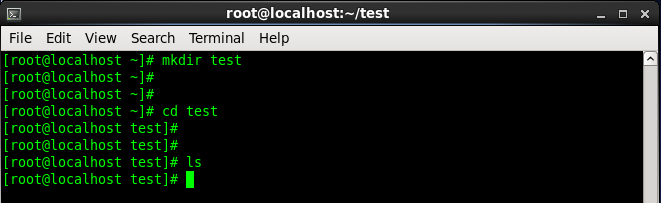 root@localhost:~/test
File Edit View Search Terminal Help
[root@localhost ~]# mkdir test
[root@localhost ~]#
[root@localhost ~]#
[root@localhost ~]# cd test
[root@localhost test]#
[root@localhost test]#
[root@localhost test]# ls
[root@localhost test]#